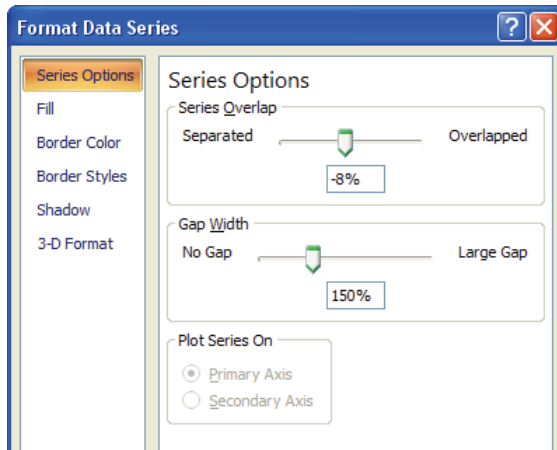 Format Data Series
Series Options
Fill
Border Color
Border Styles
Shadow
3-D Format
Series Options
Series Overlap
Separated Overlapped
-8%
Gap Width
No Gap Large Gap
150%
Plot Series On
Primary Axis
Secondary Axis